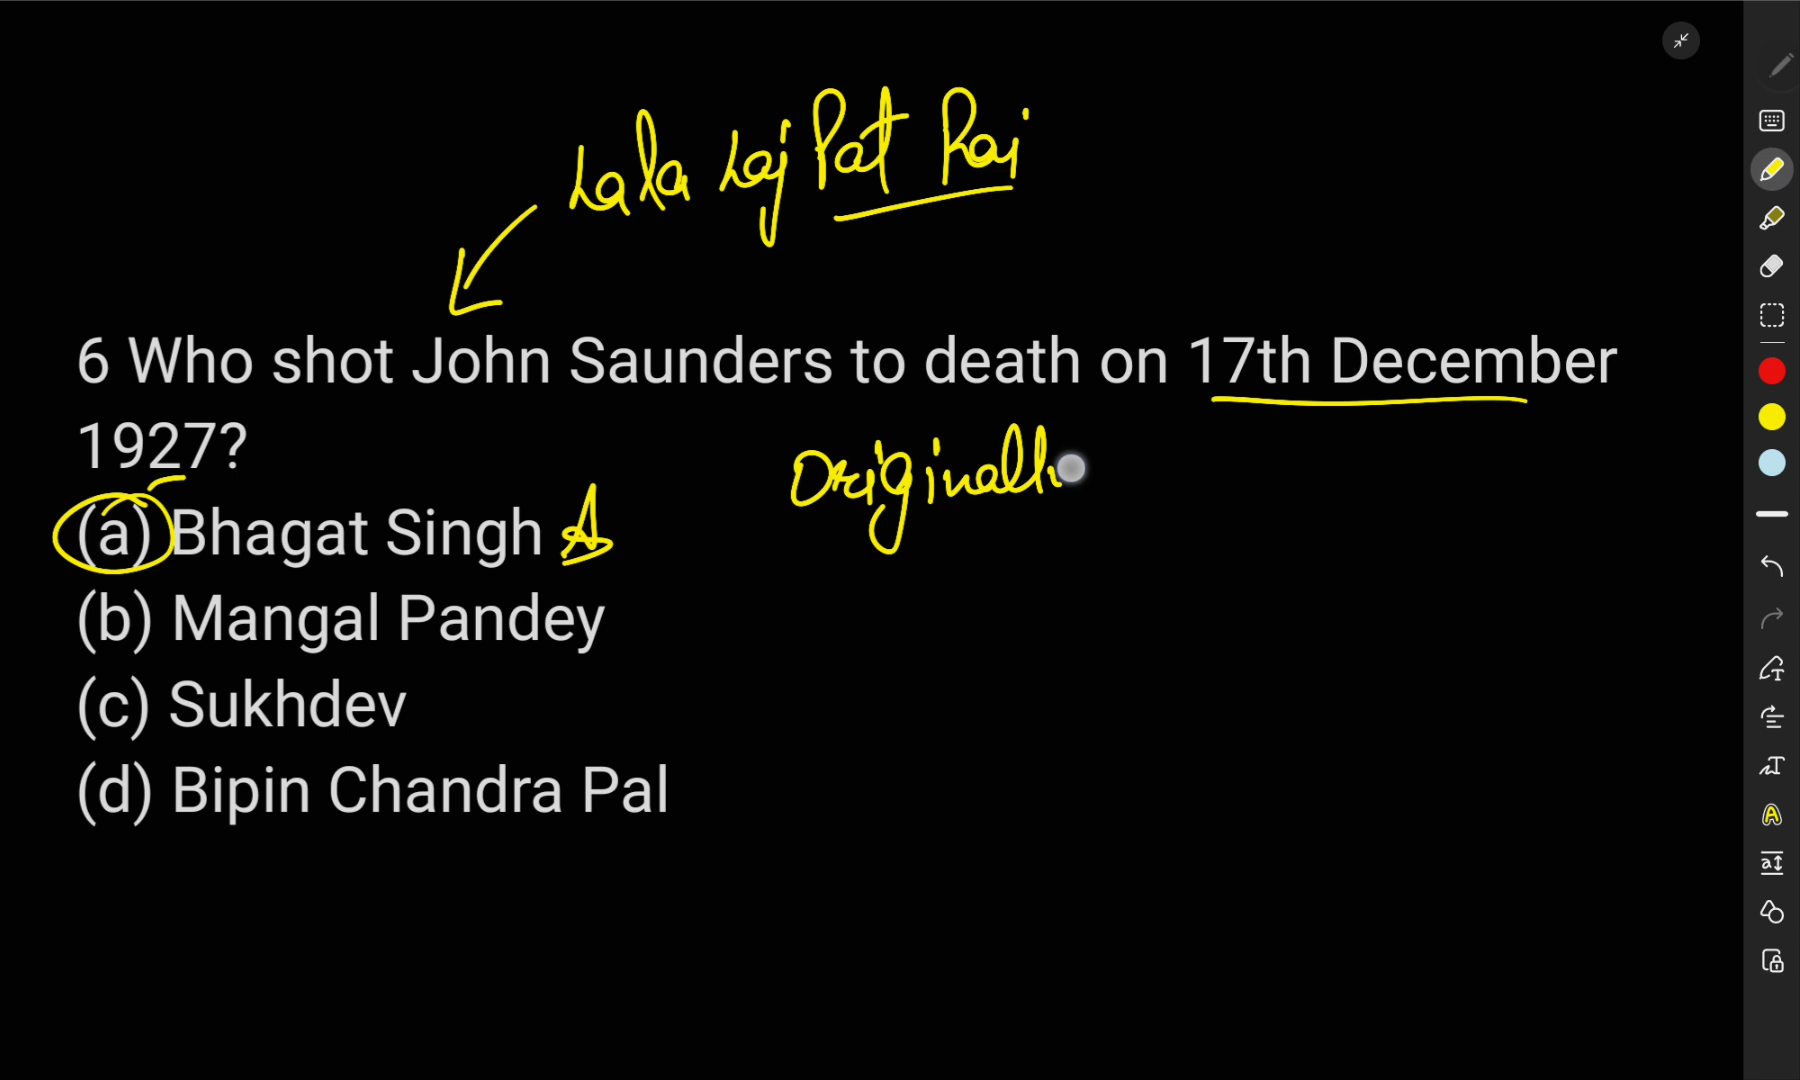 Lala Laj Pat Rai
6 Who shot John Saunders to death on 17th December
1927?
Originall
(a) Bhagat Singh A
(b) Mangal Pandey
(c) Sukhdev
(d) Bipin Chandra Pal